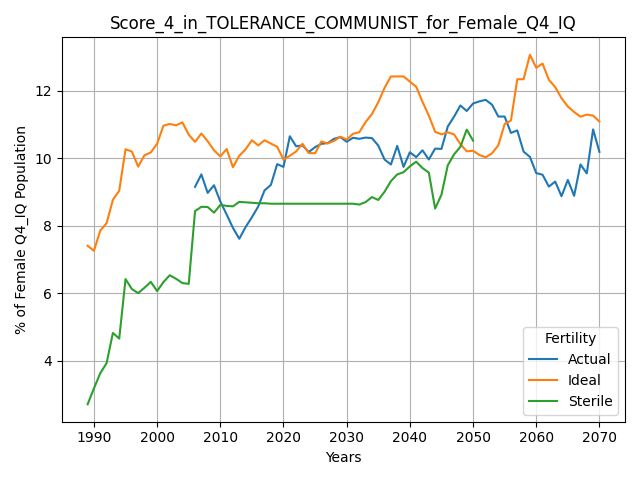 Score_4_in_TOLERANCE_COMMUNIST_for_Female_Q4_IQ
% of Female Q4_IQ Population
12
10
8
6
4
Fertility
Actual
Ideal
Sterile
1990 2000 2010 2020 2030 2040 2050 2060 2070
Years